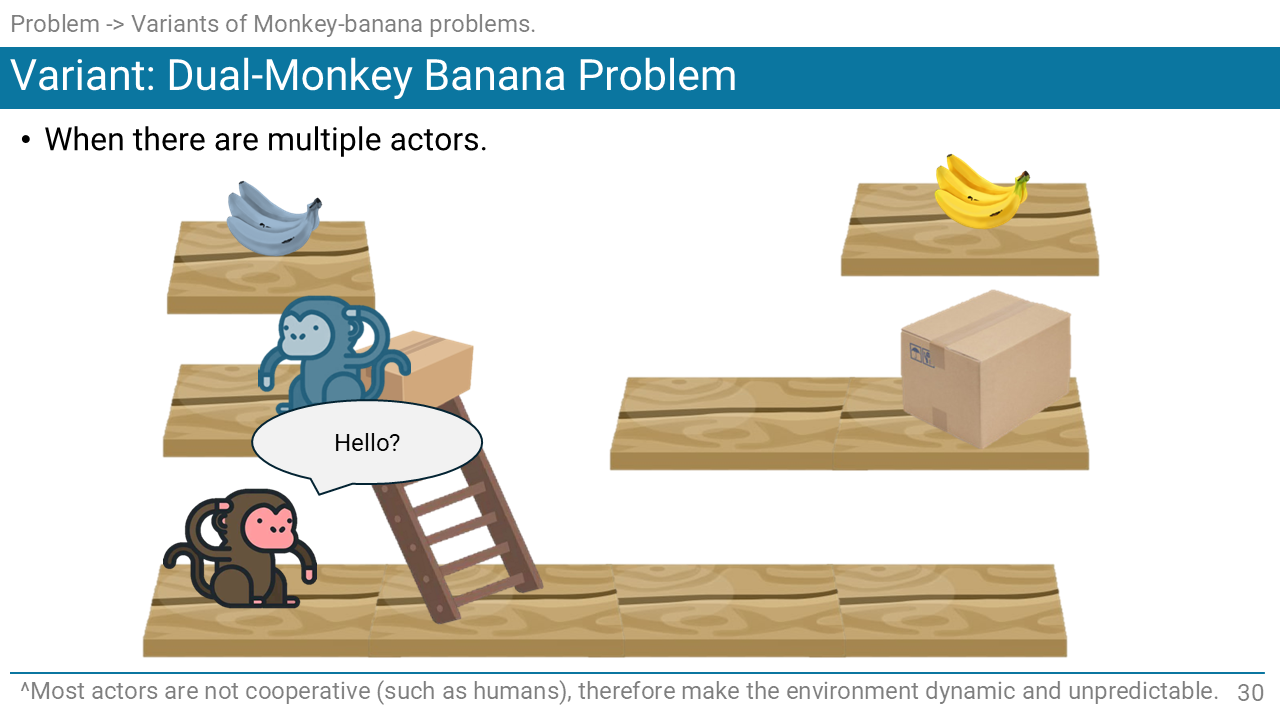 Problem -> Variants of Monkey-banana problems.
Variant: Dual-Monkey Banana Problem
• When there are multiple actors.
Hello?
^Most actors are not cooperative (such as humans), therefore make the environment dynamic and unpredictable. 30